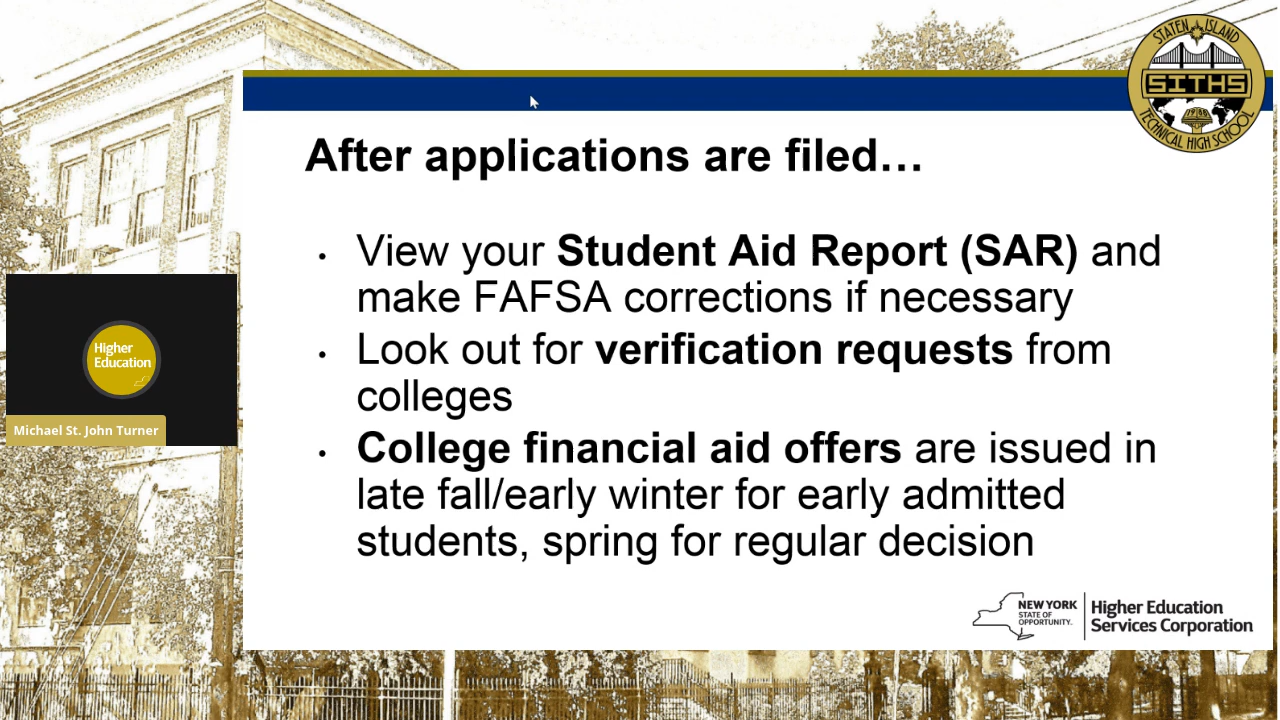 STATEN ISLAND
SITHS
TECHNICAL HIGH SCHOOL
After applications are filed…
• View your Student Aid Report (SAR) and
make FAFSA corrections if necessary
• Look out for verification requests from
colleges
• College financial aid offers are issued in
late fall/early winter for early admitted
students, spring for regular decision
Higher
Education
Michael St. John Turner
NEW YORK
STATE OF
OPPORTUNITY.
Higher Education
Services Corporation